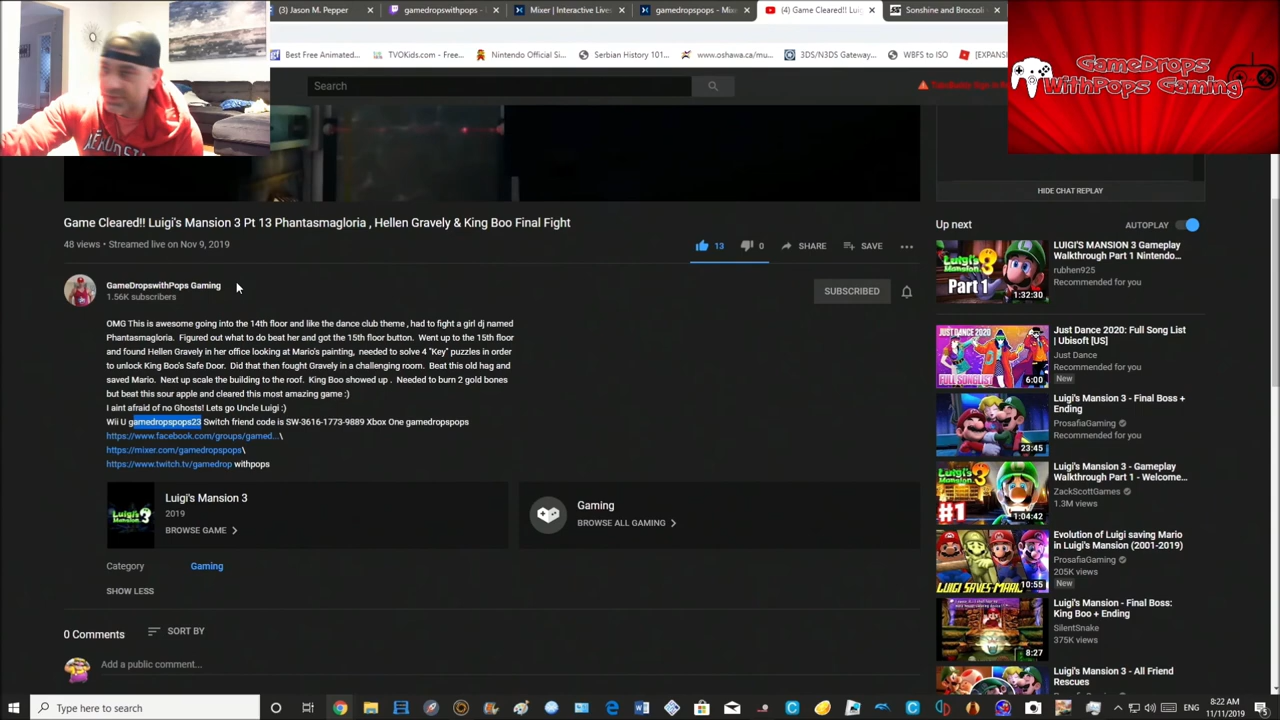 (3) Jason M. Pepper
gamedropswithpops -
Mixer | Interactive Lives
gamedropspops - Mixe
(4) Game Cleared!! Luig
Sonshine and Broccoli
Best Free Animated...
TVOKids.com - Free...
Nintendo Official Si...
Serbian History 101...
www.oshawa.ca/mu...
3DS/N3DS Gateway...
WBFS to ISO
[EXPANSI
Search
GameDrops
WithPops Gaming
HIDE CHAT REPLAY
Game Cleared!! Luigi's Mansion 3 Pt 13 Phantasmagloria , Hellen Gravely & King Boo Final Fight
48 views • Streamed live on Nov 9, 2019
13
0
SHARE
SAVE
GameDropswithPops Gaming
1.56K subscribers
SUBSCRIBED
OMG This is awesome going into the 14th floor and like the dance club theme , had to fight a girl dj named
Phantasmagloria. Figured out what to do beat her and got the 15th floor button. Went up to the 15th floor
and found Hellen Gravely in her office looking at Mario's painting, needed to solve 4 "Key" puzzles in order
to unlock King Boo's Safe Door. Did that then fought Gravely in a challenging room. Beat this old hag and
saved Mario. Next up scale the building to the roof. King Boo showed up . Needed to burn 2 gold bones
but beat this sour apple and cleared this most amazing game :)
I aint afraid of no Ghosts! Lets go Uncle Luigi :)
Wii U gamedropspops23 Switch friend code is SW-3616-1773-9889 Xbox One gamedropspops
https://www.facebook.com/groups/gamed...\
https://mixer.com/gamedropspops\
https://www.twitch.tv/gamedrop withpops
Luigi's Mansion 3
2019
BROWSE GAME
Gaming
BROWSE ALL GAMING
Category
Gaming
SHOW LESS
0 Comments
SORT BY
Add a public comment...
Up next
AUTOPLAY
Part 1
1:32:30
LUIGI'S MANSION 3 Gameplay
Walkthrough Part 1 Nintendo...
rubhen925
Recommended for you
FULL SONGLIST
6:00
Just Dance 2020: Full Song List
| Ubisoft [US]
Just Dance
Recommended for you
New
23:45
Luigi's Mansion 3 - Final Boss +
Ending
Recommended for you
#1
1:04:42
Luigi's Mansion 3 - Gameplay
Walkthrough Part 1 - Welcome...
ZackScottGames
1.3M views
LUIGI SAVES MARIO
10:55
Evolution of Luigi saving Mario
in Luigi's Mansion (2001-2019)
ProsafiaGaming
205K views
New
8:27
Luigi's Mansion - Final Boss:
King Boo + Ending
SilentSnake
375K views
Luigi's Mansion 3 - All Friend
Rescues
ProsafiaGaming
Type here to search
8:22 AM
11/11/2019